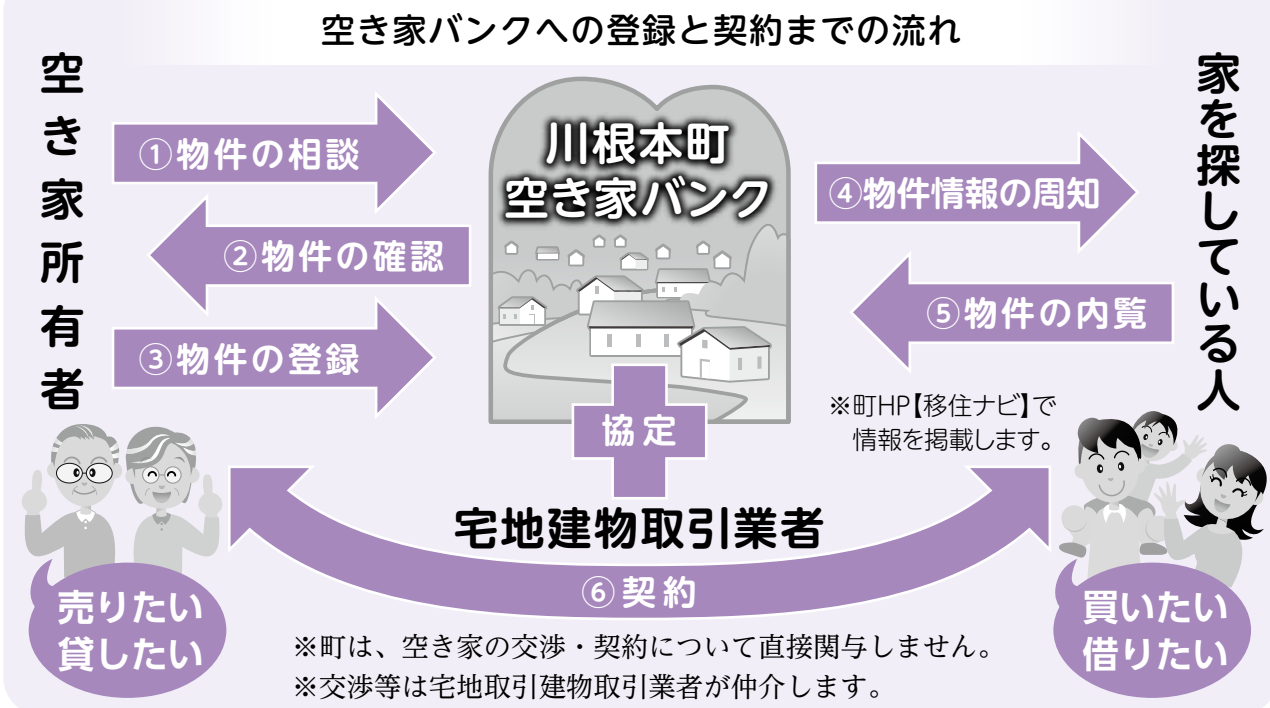 空き家バンクへの登録と契約までの流れ
空き家所有者
①物件の相談
②物件の確認
③物件の登録
川根本町
空き家バンク
④物件情報の周知
⑤物件の内覧
家を探している人
※町HP【移住ナビ】で
情報を掲載します。
協定
宅地建物取引業者
⑥契約
売りたい
貸したい
買いたい
借りたい
※町は、空き家の交渉・契約について直接関与しません。
※交渉等は宅地取引建物取引業者が仲介します。